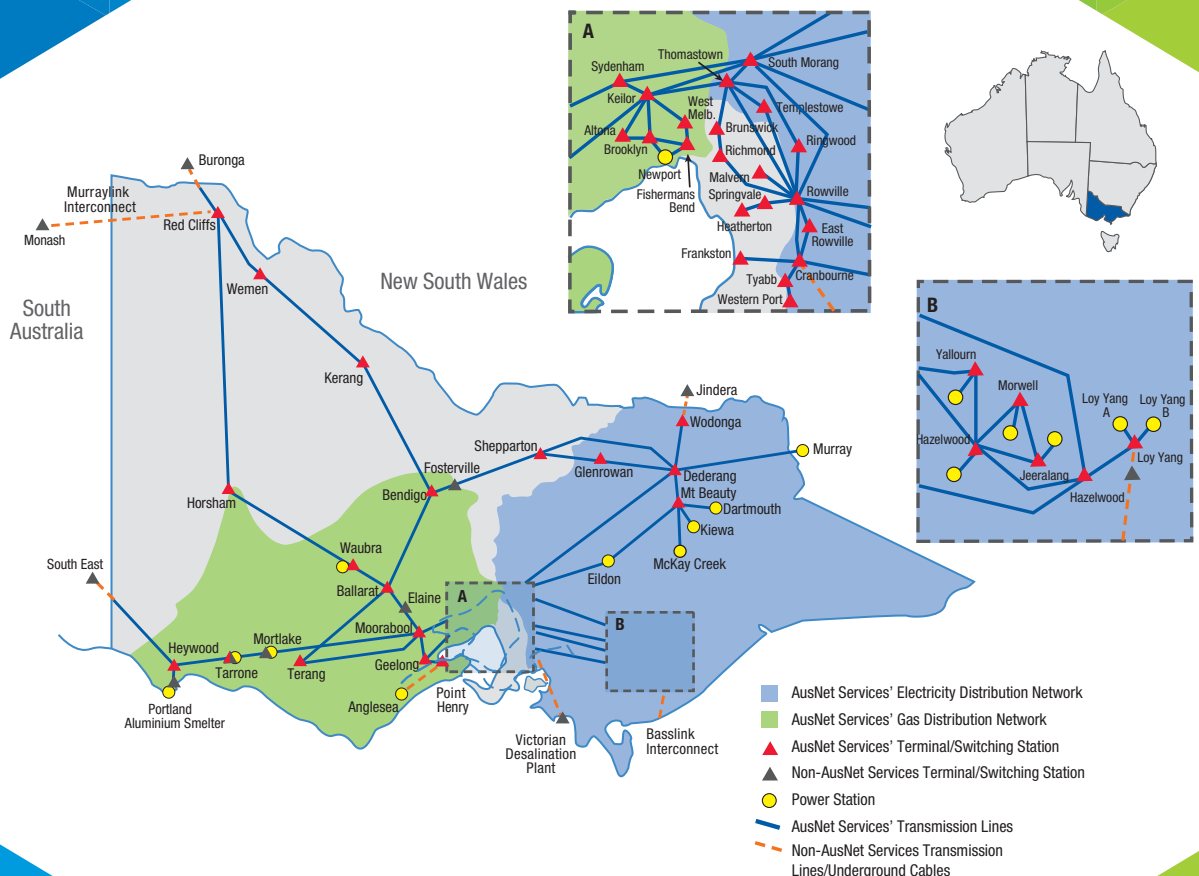 A
Thomastown
South Morang
Sydenham
Keilor
West
Melb.
Templestowe
Altona
Brunswick
Ringwood
Brooklyn
Richmond
Newport
Malvern
Fishermans
Bend
Springvale
Rowville
Heatherton
East
Rowville
Frankston
Cranbourne
Tyabb
Western Port
Buronga
Murraylink
Interconnect
Red Cliffs
Monash
Wemen
New South Wales
South
Australia
Kerang
Jindera
Wodonga
Shepparton
Murray
Fosterville
Glenrowan
Dederang
Bendigo
Mt Beauty
Dartmouth
Horsham
Kiewa
McKay Creek
Waubra
Eildon
South East
Ballarat
Elaine
A
Moorabool
B
Heywood
Mortlake
Tarrone
Terang
Geelong
Portland
Aluminium Smelter
Anglesea
Point
Henry
Victorian
Desalination
Plant
Basslink
Interconnect
B
Yallourn
Morwell
Loy Yang
A
Loy Yang
B
Hazelwood
Loy Yang
Jeeralang
Hazelwood
AusNet Services' Electricity Distribution Network
AusNet Services' Gas Distribution Network
AusNet Services' Terminal/Switching Station
Non-AusNet Services Terminal/Switching Station
Power Station
AusNet Services' Transmission Lines
Non-AusNet Services Transmission
Lines/Underground Cables